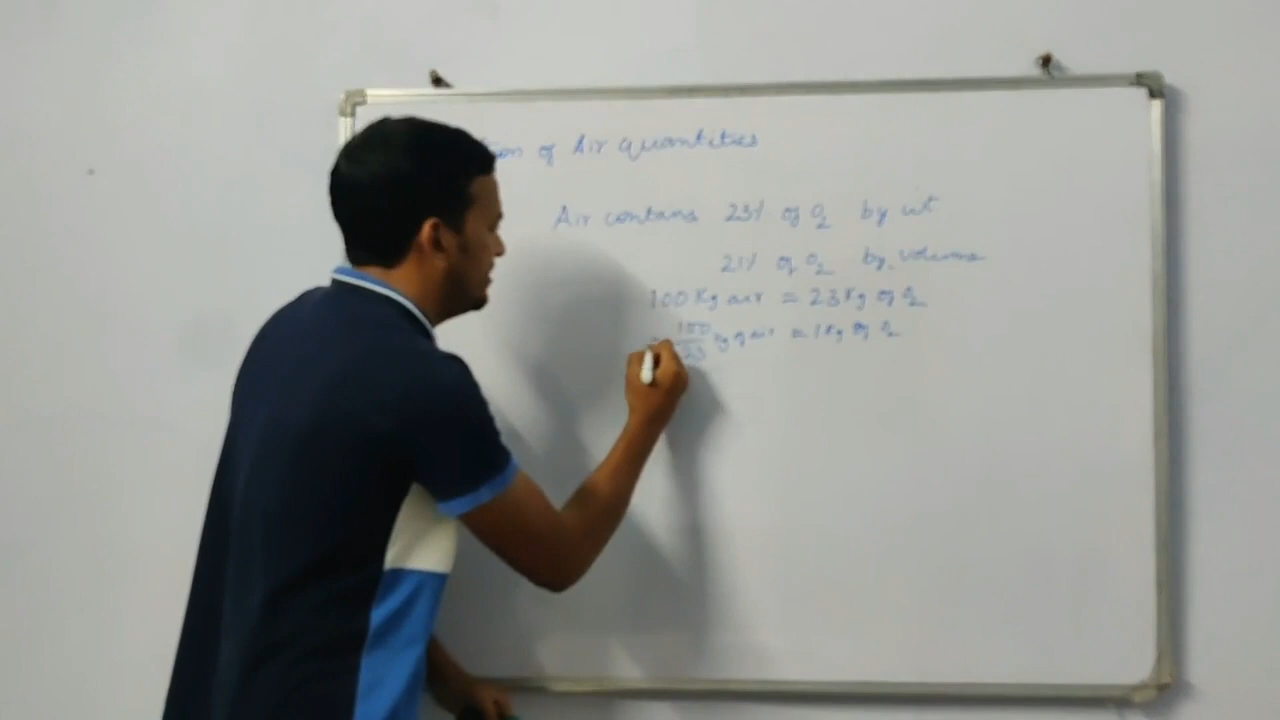 of Air quantities
Air contans 23% of O2 by wt
21% of O2 by volume
100 Kg air = 23 Kg of O2
100/23 Kg of air = 1 Kg of O2